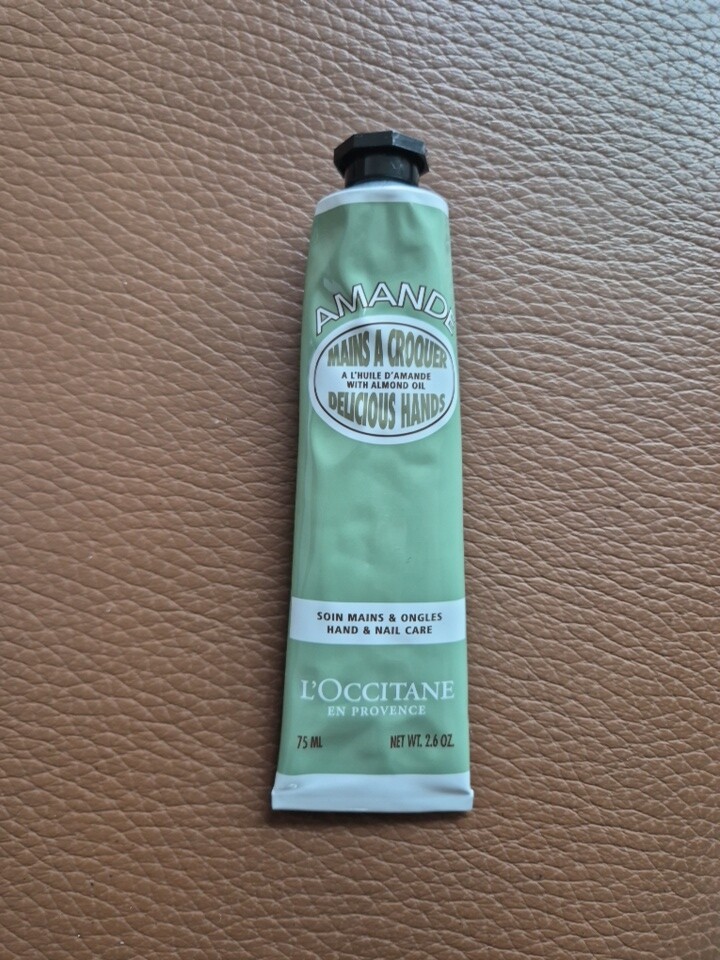 AMANDE
MAINS A CROQUER
A L'HUILE D'AMANDE
WITH ALMOND OIL
DELICIOUS HANDS
SOIN MAINS & ONGLES
HAND & NAIL CARE
L'OCCITANE
EN PROVENCE
75 ML NET WT. 2.6 OZ.